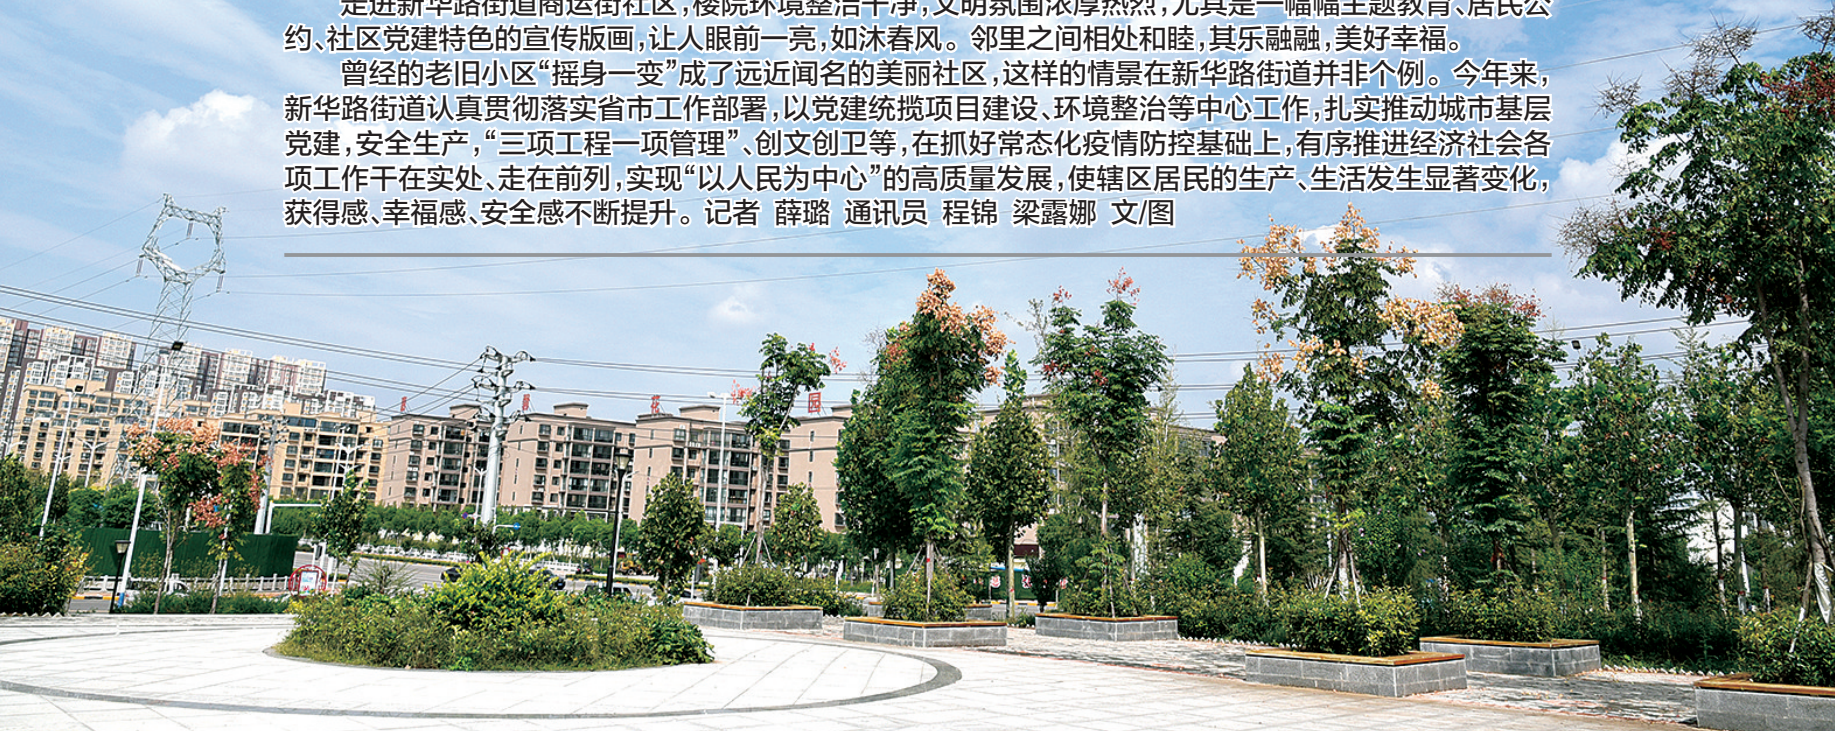 走进新华路街道商运街社区，楼院环境整治干净，文明氛围浓厚热烈，尤其是一幅幅主题教育、居民公
约、社区党建特色的宣传版画，让人眼前一亮，如沐春风。邻里之间相处和睦，其乐融融，美好幸福。
曾经的老旧小区“摇身一变”成了远近闻名的美丽社区，这样的情景在新华路街道并非个例。今年来，
新华路街道认真贯彻落实省市工作部署，以党建统揽项目建设、环境整治等中心工作，扎实推动城市基层
党建，安全生产，“三项工程一项管理”、创文创卫等，在抓好常态化疫情防控基础上，有序推进经济社会各
项工作干在实处、走在前列，实现“以人民为中心”的高质量发展，使辖区居民的生产、生活发生显著变化，
获得感、幸福感、安全感不断提升。记者 薛璐 通讯员 程锦 梁露娜 文/图
花 园